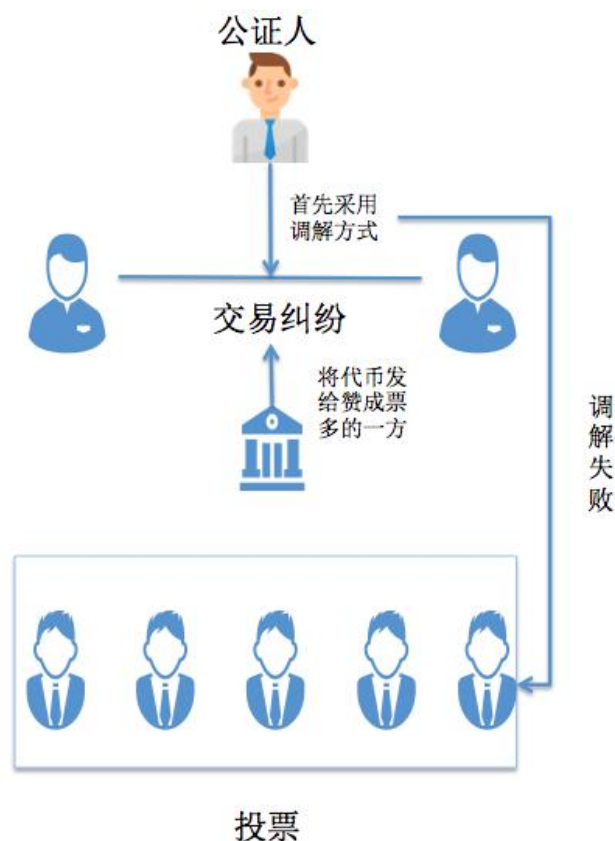 公证人
首先采用
调解方式
交易纠纷
将代币发
给赞成票
多的一方
调
解
失
败
投票